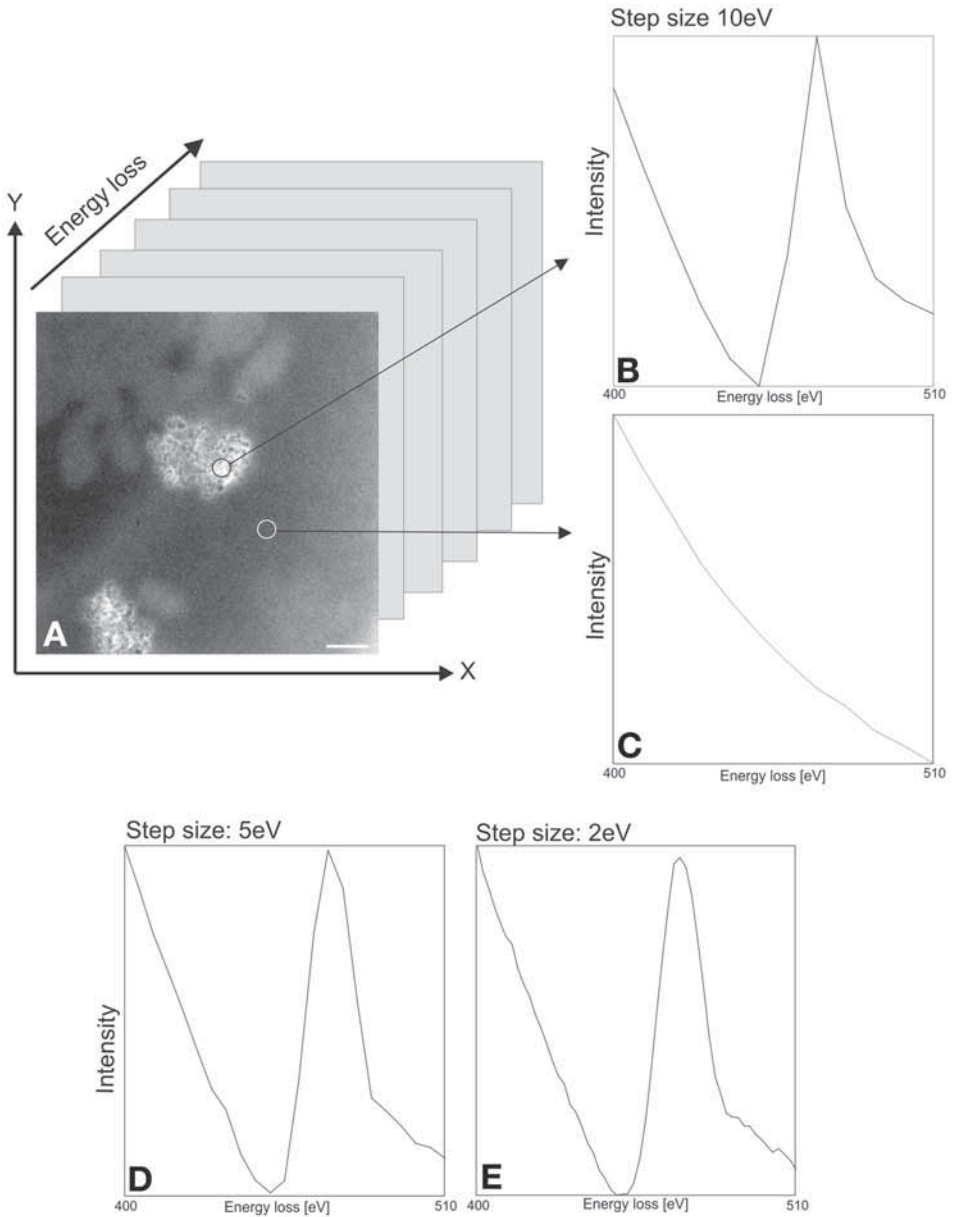 Step size 10eV
Energy loss
Y
Intensity
B
400
Energy loss [eV]
510
A
X
Intensity
C
400
Energy loss [eV]
510
Step size: 5eV
Step size: 2eV
Intensity
D
E
400
Energy loss [eV]
510
400
Energy loss [eV]
510